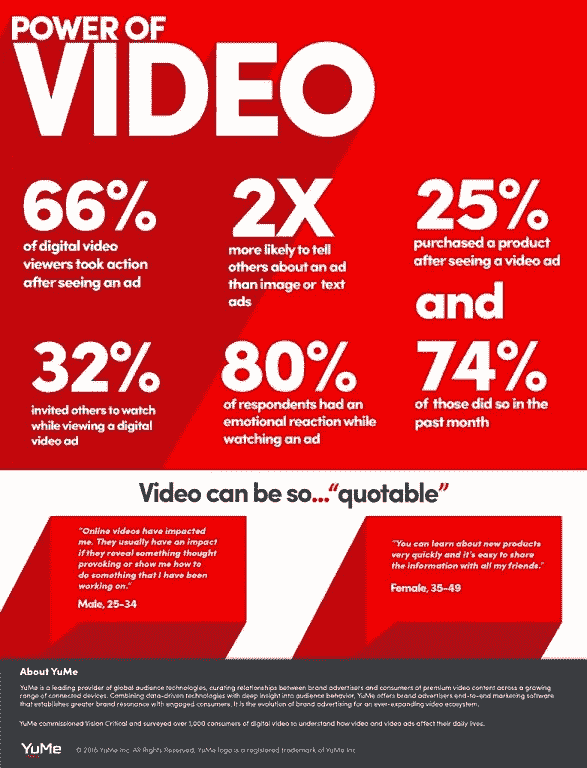 POWER OF
VIDEO
66%
of digital video
viewers took action
after seeing an ad
2X
more likely to tell
others about an ad
than image or text
ads
25%
purchased a product
after seeing a video ad
and
32%
invited others to watch
while viewing a digital
video ad
80%
of respondents had an
emotional reaction while
watching an ad
74%
of those did so in the
past month
Video can be so...“quotable”
"Online videos have impacted
me. They usually have an impact
if they reveal something thought
provoking or show me how to
do something that I have been
working on."
Male, 25-34
"You can learn about new products
very quickly and it's easy to share
the information with all my friends."
Female, 35-49
About YuMe
YuMe is a leading provider of global audience technologies, curating relationships between brand advertisers and consumers of premium video content across a growing
range of connected devices. Combining data-driven technologies with deep insight into audience behavior, YuMe offers brand advertisers end-to-end marketing software
that establishes greater brand resonance with engaged consumers. It is the evolution of brand advertising for an ever-expanding video ecosystem.
YuMe commissioned Vision Critical and surveyed over 1,000 consumers of digital video to understand how video and video ads affect their daily lives.
YuMe
© 2016 YuMe Inc. All Rights Reserved. YuMe logo is a registered trademark of YuMe Inc.